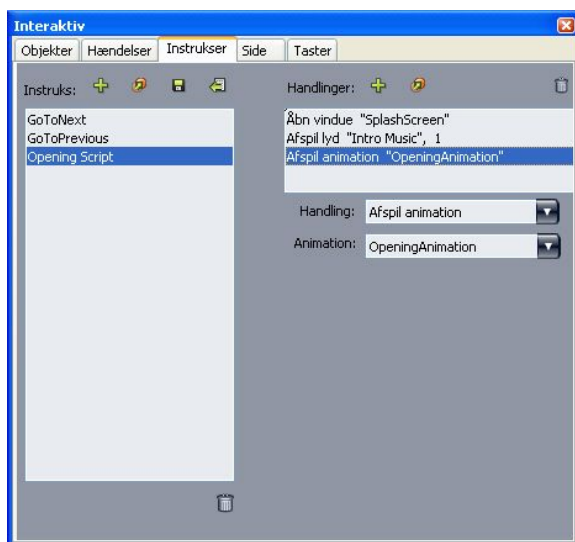 Interaktiv
Objekter Hændelser Instrukser Side Taster
Instruks:
GoToNext
GoToPrevious
Opening Script
Handlinger:
Åbn vindue "SplashScreen"
Afspil lyd "Intro Music", 1
Afspil animation "OpeningAnimation"
Handling: Afspil animation
Animation: OpeningAnimation